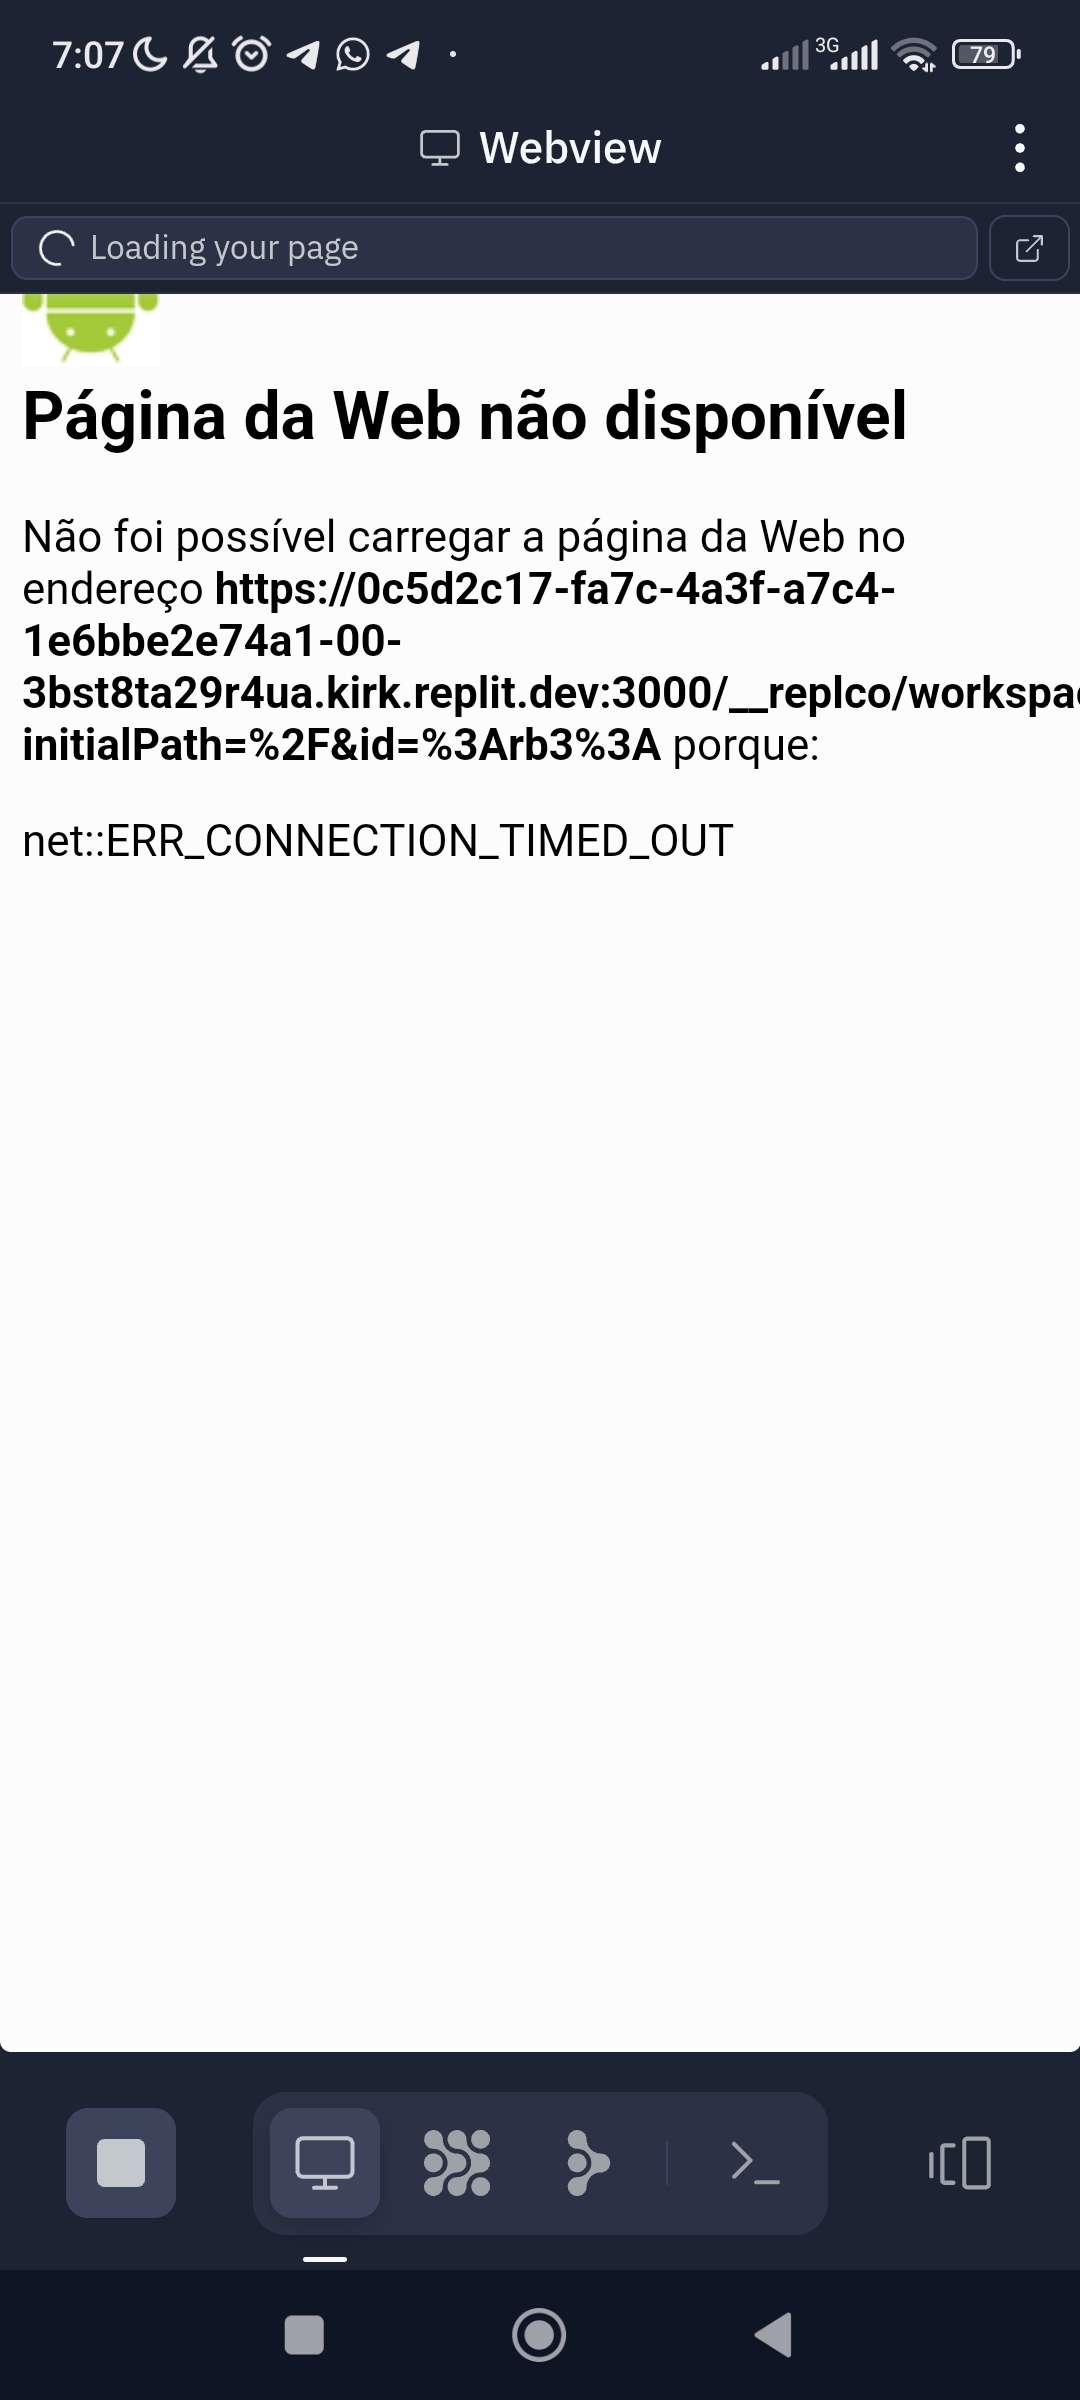 7:07 3G 79
Webview
Loading your page
Página da Web não disponível
Não foi possível carregar a página da Web no
endereço https://0c5d2c17-fa7c-4a3f-a7c4-
1e6bbe2e74a1-00-
3bst8ta29r4ua.kirk.replit.dev:3000/__replco/workspac
initialPath=%2F&id=%3Arb3%3A porque:
net::ERR_CONNECTION_TIMED_OUT